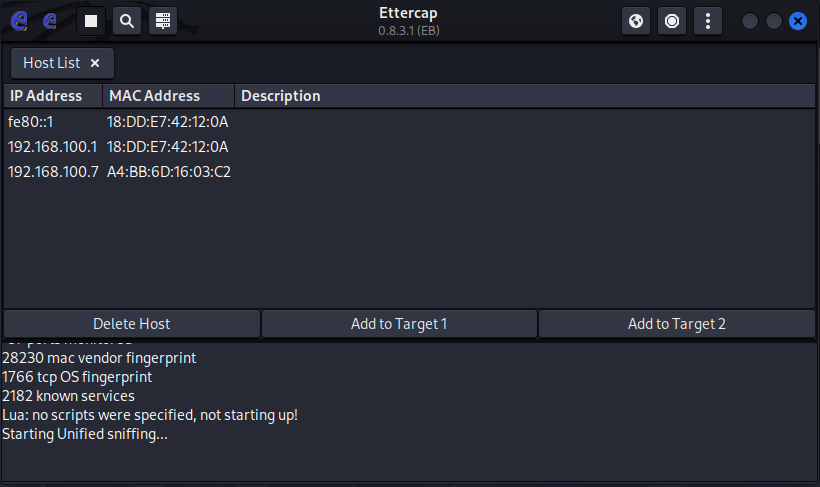 Ettercap
0.8.3.1 (EB)
Host List ×
IP Address MAC Address Description
fe80::1 18:DD:E7:42:12:0A
192.168.100.1 18:DD:E7:42:12:0A
192.168.100.7 A4:BB:6D:16:03:C2
Delete Host Add to Target 1 Add to Target 2
ports monitored
28230 mac vendor fingerprint
1766 tcp OS fingerprint
2182 known services
Lua: no scripts were specified, not starting up!
Starting Unified sniffing...